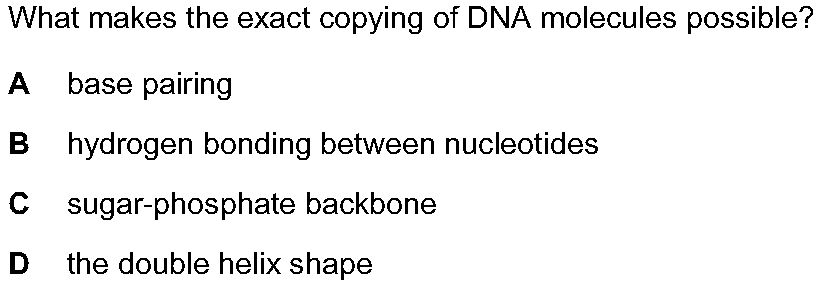 What makes the exact copying of DNA molecules possible?
A base pairing
B hydrogen bonding between nucleotides
C sugar-phosphate backbone
D the double helix shape